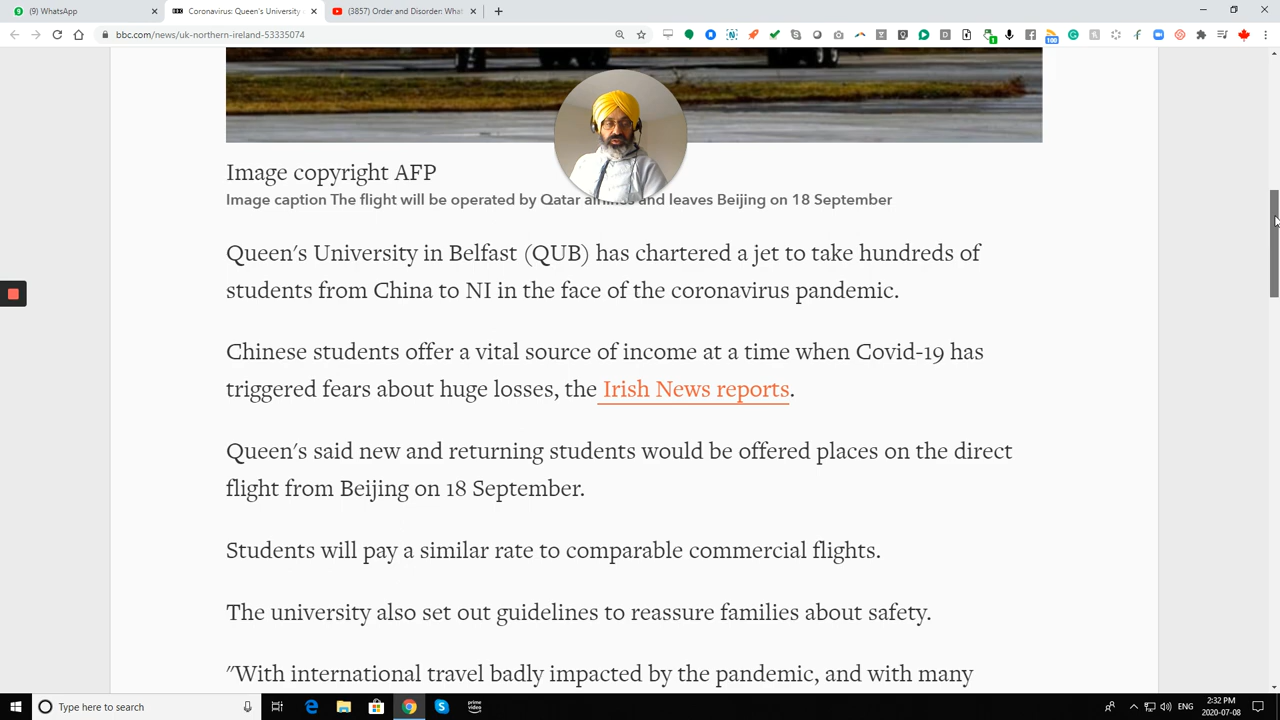 (9) WhatsApp
Coronavirus: Queen's University
(3857) Order and Disorder: Wha
bbc.com/news/uk-northern-ireland-53335074
Image copyright AFP
Image caption The flight will be operated by Qatar airlines and leaves Beijing on 18 September
Queen's University in Belfast (QUB) has chartered a jet to take hundreds of
students from China to NI in the face of the coronavirus pandemic.
Chinese students offer a vital source of income at a time when Covid-19 has
triggered fears about huge losses, the Irish News reports.
Queen's said new and returning students would be offered places on the direct
flight from Beijing on 18 September.
Students will pay a similar rate to comparable commercial flights.
The university also set out guidelines to reassure families about safety.
"With international travel badly impacted by the pandemic, and with many
Type here to search
prime video
ENG
2:32 PM
2020-07-08